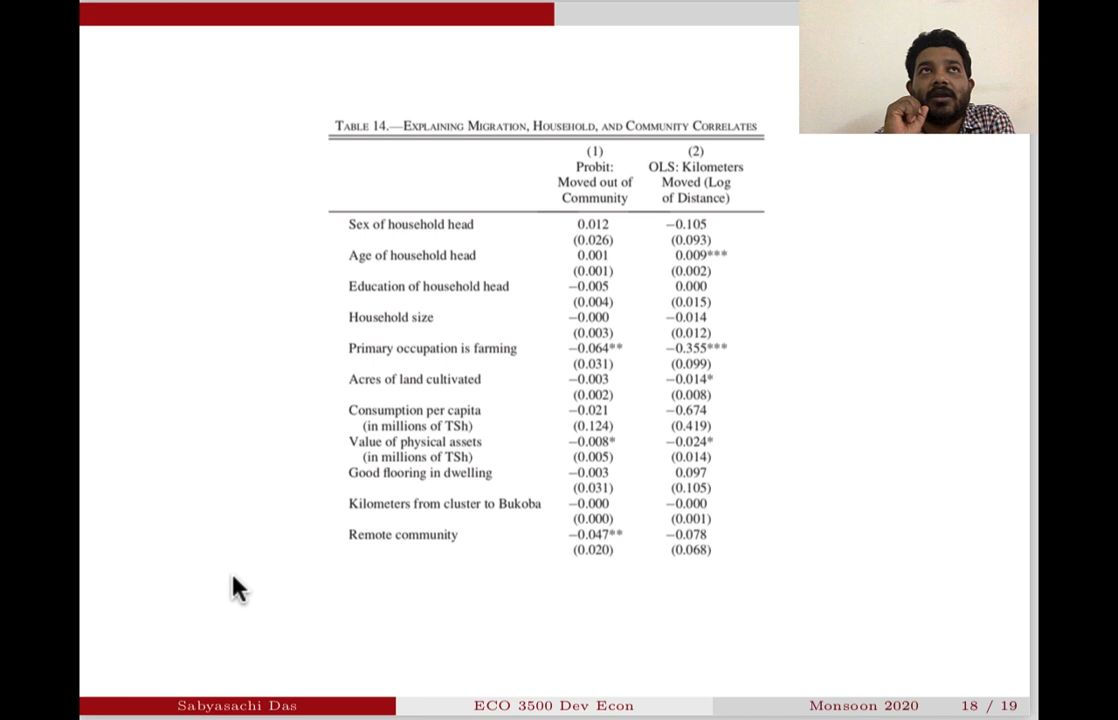 TABLE 14.—EXPLAINING MIGRATION, HOUSEHOLD, AND COMMUNITY CORRELATES
(1) (2)
Probit: OLS: Kilometers
Moved out of Moved (Log
Community of Distance)
Sex of household head 0.012 −0.105
(0.026) (0.093)
Age of household head 0.001 0.009***
(0.001) (0.002)
Education of household head −0.005 0.000
(0.004) (0.015)
Household size −0.000 −0.014
(0.003) (0.012)
Primary occupation is farming −0.064** −0.355***
(0.031) (0.099)
Acres of land cultivated −0.003 −0.014*
(0.002) (0.008)
Consumption per capita −0.021 −0.674
(in millions of TSh) (0.124) (0.419)
Value of physical assets −0.008* −0.024*
(in millions of TSh) (0.005) (0.014)
Good flooring in dwelling −0.003 0.097
(0.031) (0.105)
Kilometers from cluster to Bukoba −0.000 −0.000
(0.000) (0.001)
Remote community −0.047** −0.078
(0.020) (0.068)
Sabyasachi Das ECO 3500 Dev Econ Monsoon 2020 18 / 19